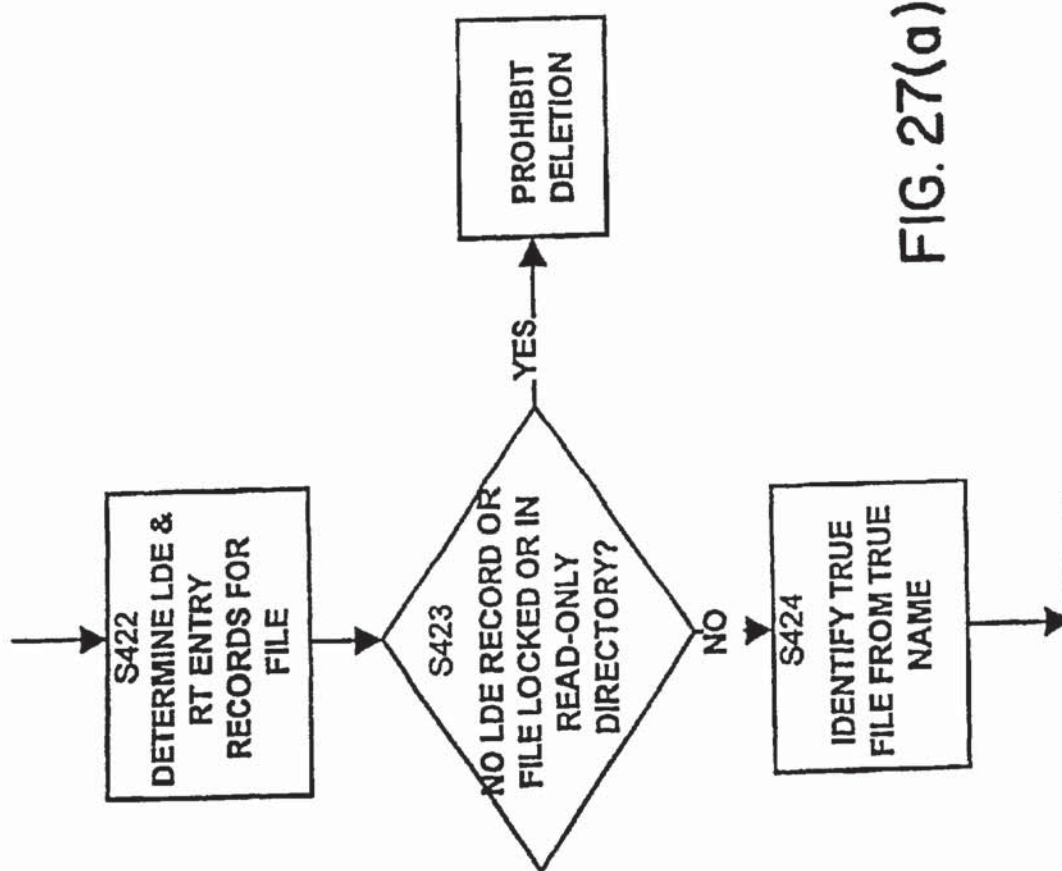 S422
DETERMINE LDE &
RT ENTRY
RECORDS FOR
FILE
S423
NO LDE RECORD OR
FILE LOCKED OR IN
READ-ONLY
DIRECTORY?
YES
PROHIBIT
DELETION
NO
S424
IDENTIFY TRUE
FILE FROM TRUE
NAME
FIG. 27(a)